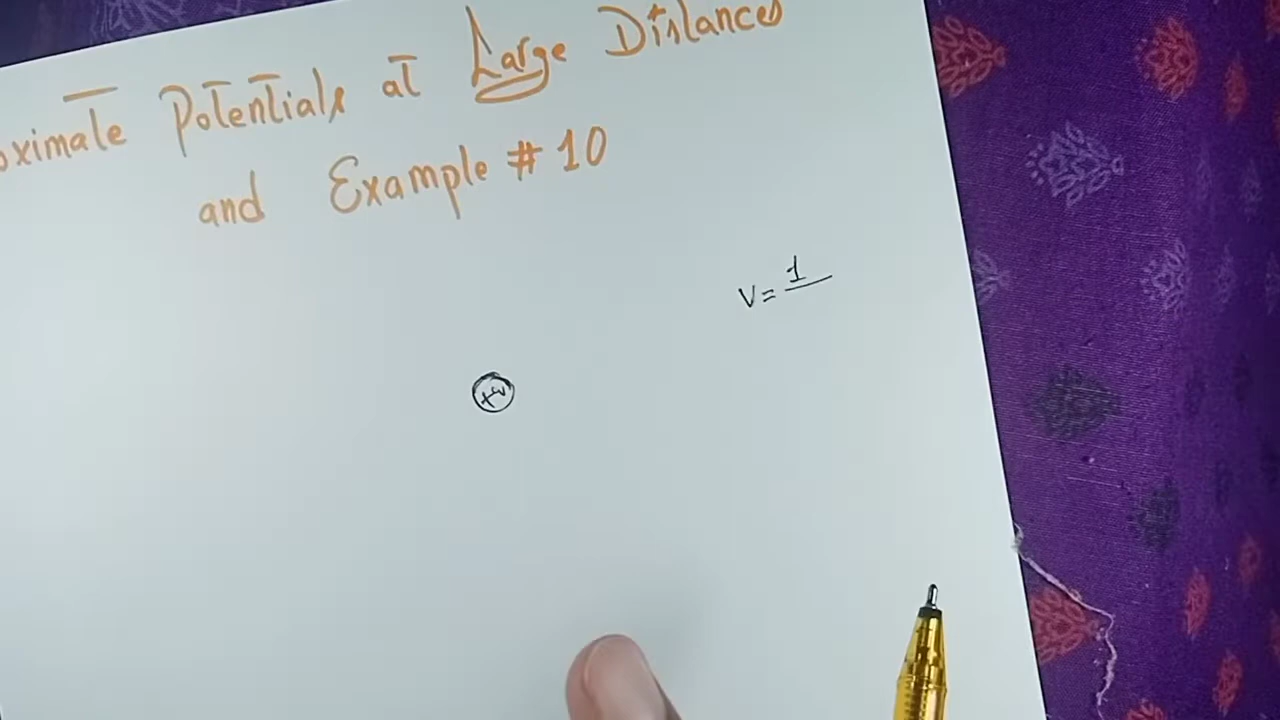 oximate Potentials at Large Distances
and Example # 10
V = 1
+